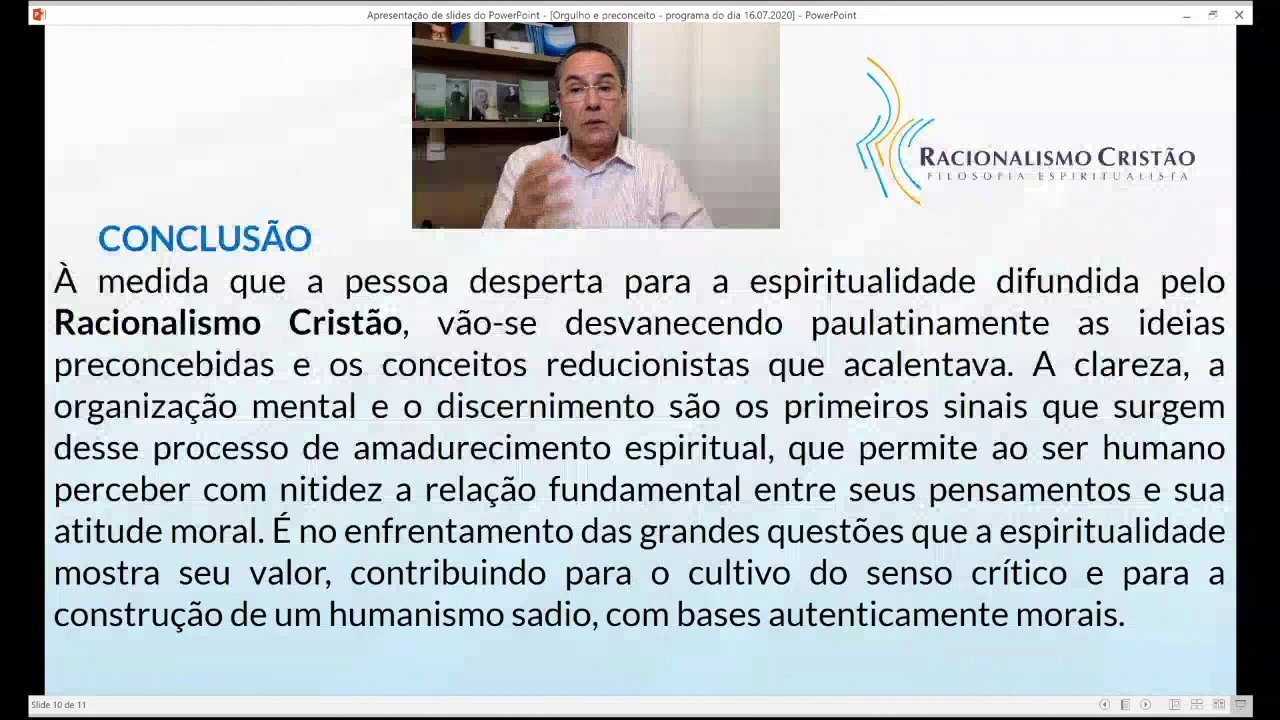 Apresentação de slides do PowerPoint - [Orgulho e preconceito - programa do dia 16.07.2020] - PowerPoint
RACIONALISMO CRISTÃO
FILOSOFIA ESPIRITUALISTA
CONCLUSÃO
À medida que a pessoa desperta para a espiritualidade difundida pelo
Racionalismo Cristão, vão-se desvanecendo paulatinamente as ideias
preconcebidas e os conceitos reducionistas que acalentava. A clareza, a
organização mental e o discernimento são os primeiros sinais que surgem
desse processo de amadurecimento espiritual, que permite ao ser humano
perceber com nitidez a relação fundamental entre seus pensamentos e sua
atitude moral. É no enfrentamento das grandes questões que a espiritualidade
mostra seu valor, contribuindo para o cultivo do senso crítico e para a
construção de um humanismo sadio, com bases autenticamente morais.
Slide 10 de 11